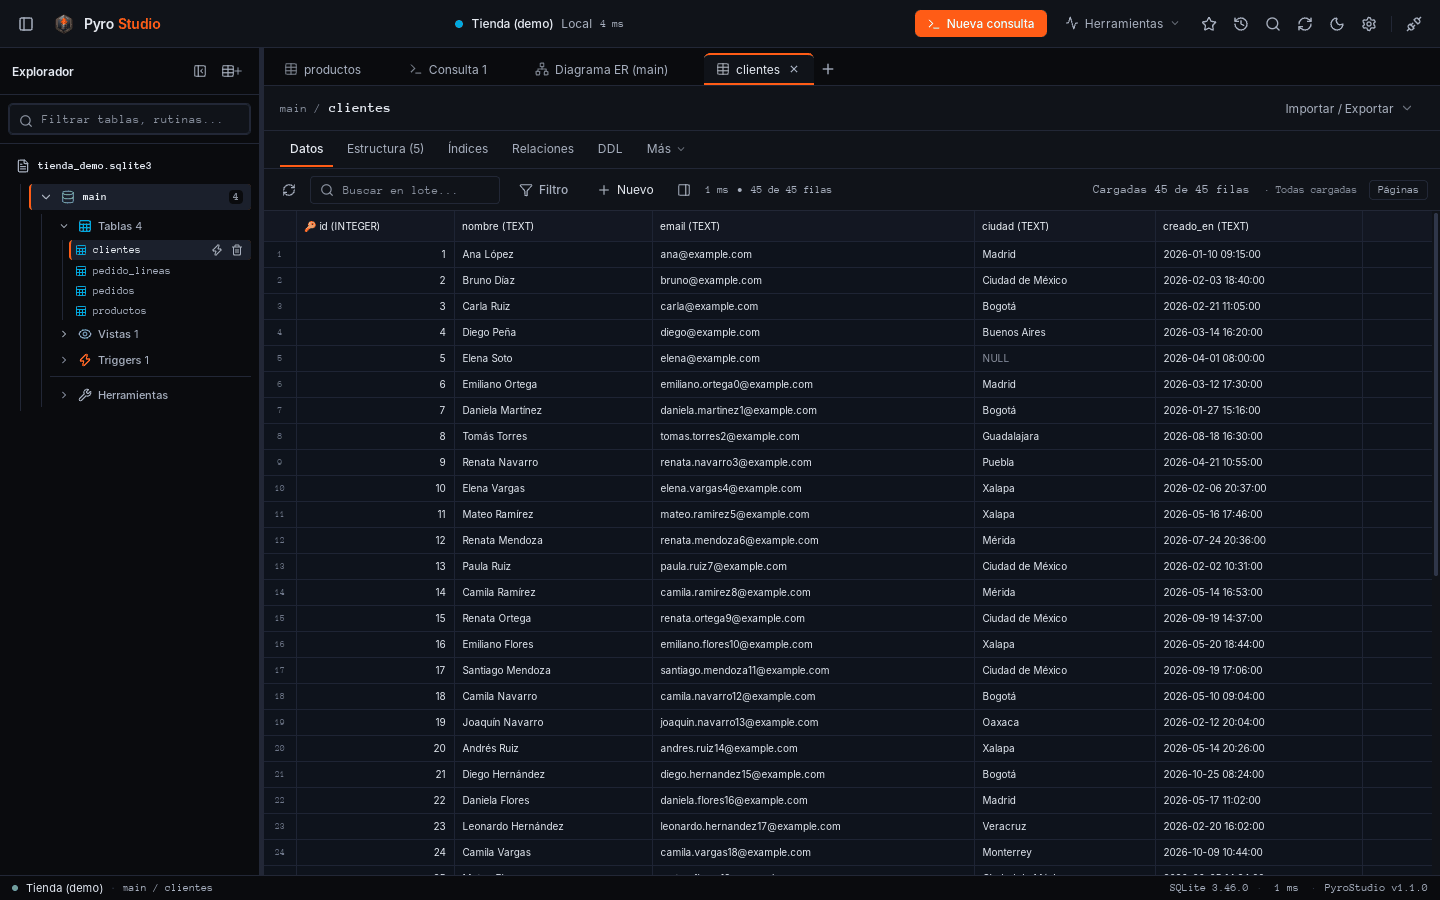 Pyro Studio
Tienda (demo) Local 4 ms
Nueva consulta
Herramientas
Explorador
productos
Consulta 1
Diagrama ER (main)
clientes
Filtrar tablas, rutinas...
main / clientes
Importar / Exportar
tienda_demo.sqlite3
main 4
Tablas 4
clientes
pedido_lineas
pedidos
productos
Vistas 1
Triggers 1
Herramientas
Datos Estructura (5) Índices Relaciones DDL Más
Buscar en lote... Filtro Nuevo 1 ms • 45 de 45 filas Cargadas 45 de 45 filas · Todas cargadas Páginas
id (INTEGER) nombre (TEXT) email (TEXT) ciudad (TEXT) creado_en (TEXT)
1 1 Ana López ana@example.com Madrid 2026-01-10 09:15:00
2 2 Bruno Díaz bruno@example.com Ciudad de México 2026-02-03 18:40:00
3 3 Carla Ruiz carla@example.com Bogotá 2026-02-21 11:05:00
4 4 Diego Peña diego@example.com Buenos Aires 2026-03-14 16:20:00
5 5 Elena Soto elena@example.com NULL 2026-04-01 08:00:00
6 6 Emiliano Ortega emiliano.ortega0@example.com Madrid 2026-03-12 17:30:00
7 7 Daniela Martínez daniela.martinez1@example.com Bogotá 2026-01-27 15:16:00
8 8 Tomás Torres tomas.torres2@example.com Guadalajara 2026-08-18 16:30:00
9 9 Renata Navarro renata.navarro3@example.com Puebla 2026-04-21 10:55:00
10 10 Elena Vargas elena.vargas4@example.com Xalapa 2026-02-06 20:37:00
11 11 Mateo Ramírez mateo.ramirez5@example.com Xalapa 2026-05-16 17:46:00
12 12 Renata Mendoza renata.mendoza6@example.com Mérida 2026-07-24 20:36:00
13 13 Paula Ruiz paula.ruiz7@example.com Ciudad de México 2026-02-02 10:31:00
14 14 Camila Ramírez camila.ramirez8@example.com Mérida 2026-05-14 16:53:00
15 15 Renata Ortega renata.ortega9@example.com Ciudad de México 2026-09-19 14:37:00
16 16 Emiliano Flores emiliano.flores10@example.com Xalapa 2026-05-20 18:44:00
17 17 Santiago Mendoza santiago.mendoza11@example.com Ciudad de México 2026-09-19 17:06:00
18 18 Camila Navarro camila.navarro12@example.com Bogotá 2026-05-10 09:04:00
19 19 Joaquín Navarro joaquin.navarro13@example.com Oaxaca 2026-02-12 20:04:00
20 20 Andrés Ruiz andres.ruiz14@example.com Xalapa 2026-05-14 20:26:00
21 21 Diego Hernández diego.hernandez15@example.com Bogotá 2026-10-25 08:24:00
22 22 Daniela Flores daniela.flores16@example.com Madrid 2026-05-17 11:02:00
23 23 Leonardo Hernández leonardo.hernandez17@example.com Veracruz 2026-02-20 16:02:00
24 24 Camila Vargas camila.vargas18@example.com Monterrey 2026-10-09 10:44:00
Tienda (demo) · main / clientes
SQLite 3.46.0 · 1 ms · PyroStudio v1.1.0